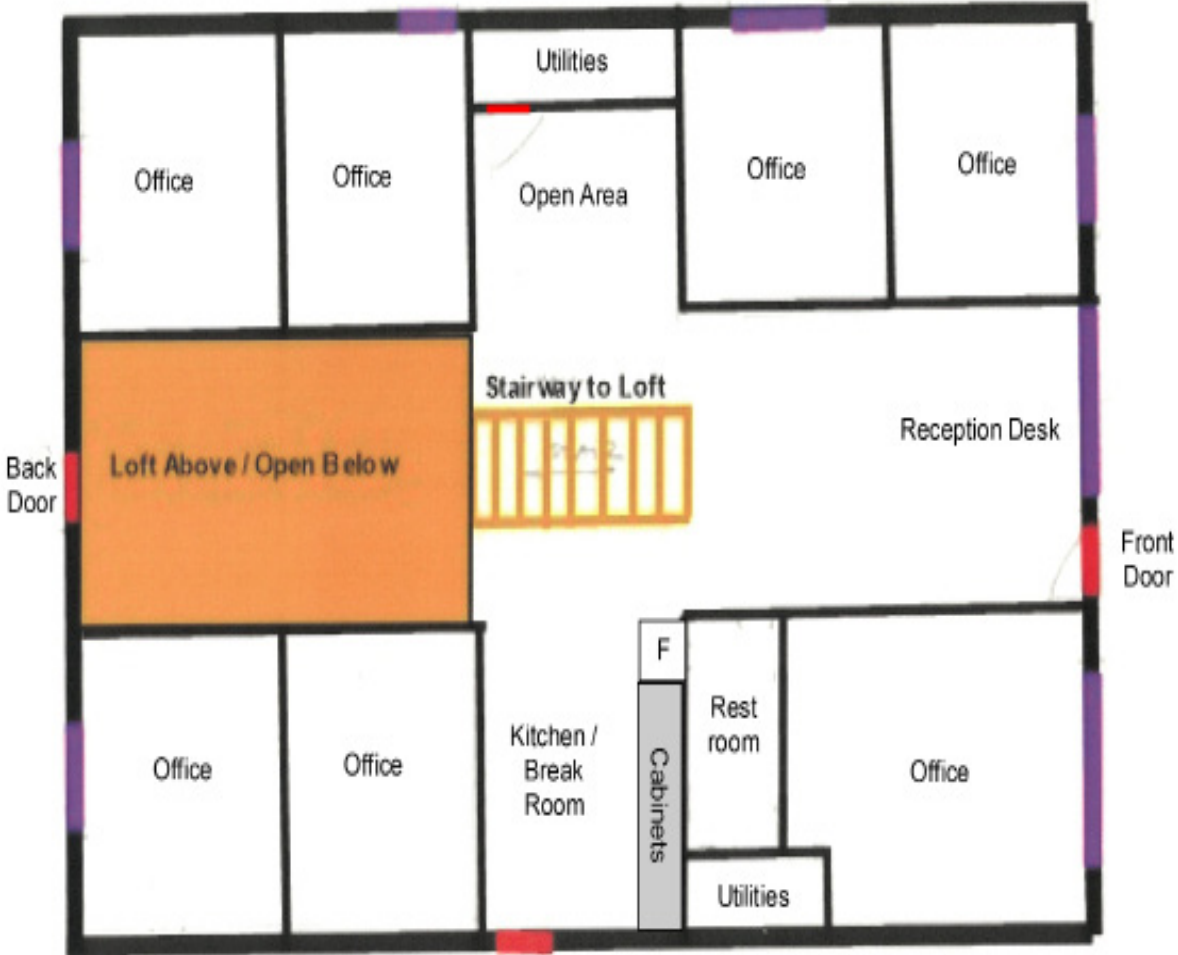 Utilities
Office
Office
Open Area
Office
Office
Stairway to Loft
Reception Desk
Back
Door
Loft Above / Open Below
Front
Door
F
Rest
room
Kitchen /
Break
Room
Cabinets
Office
Office
Office
Utilities